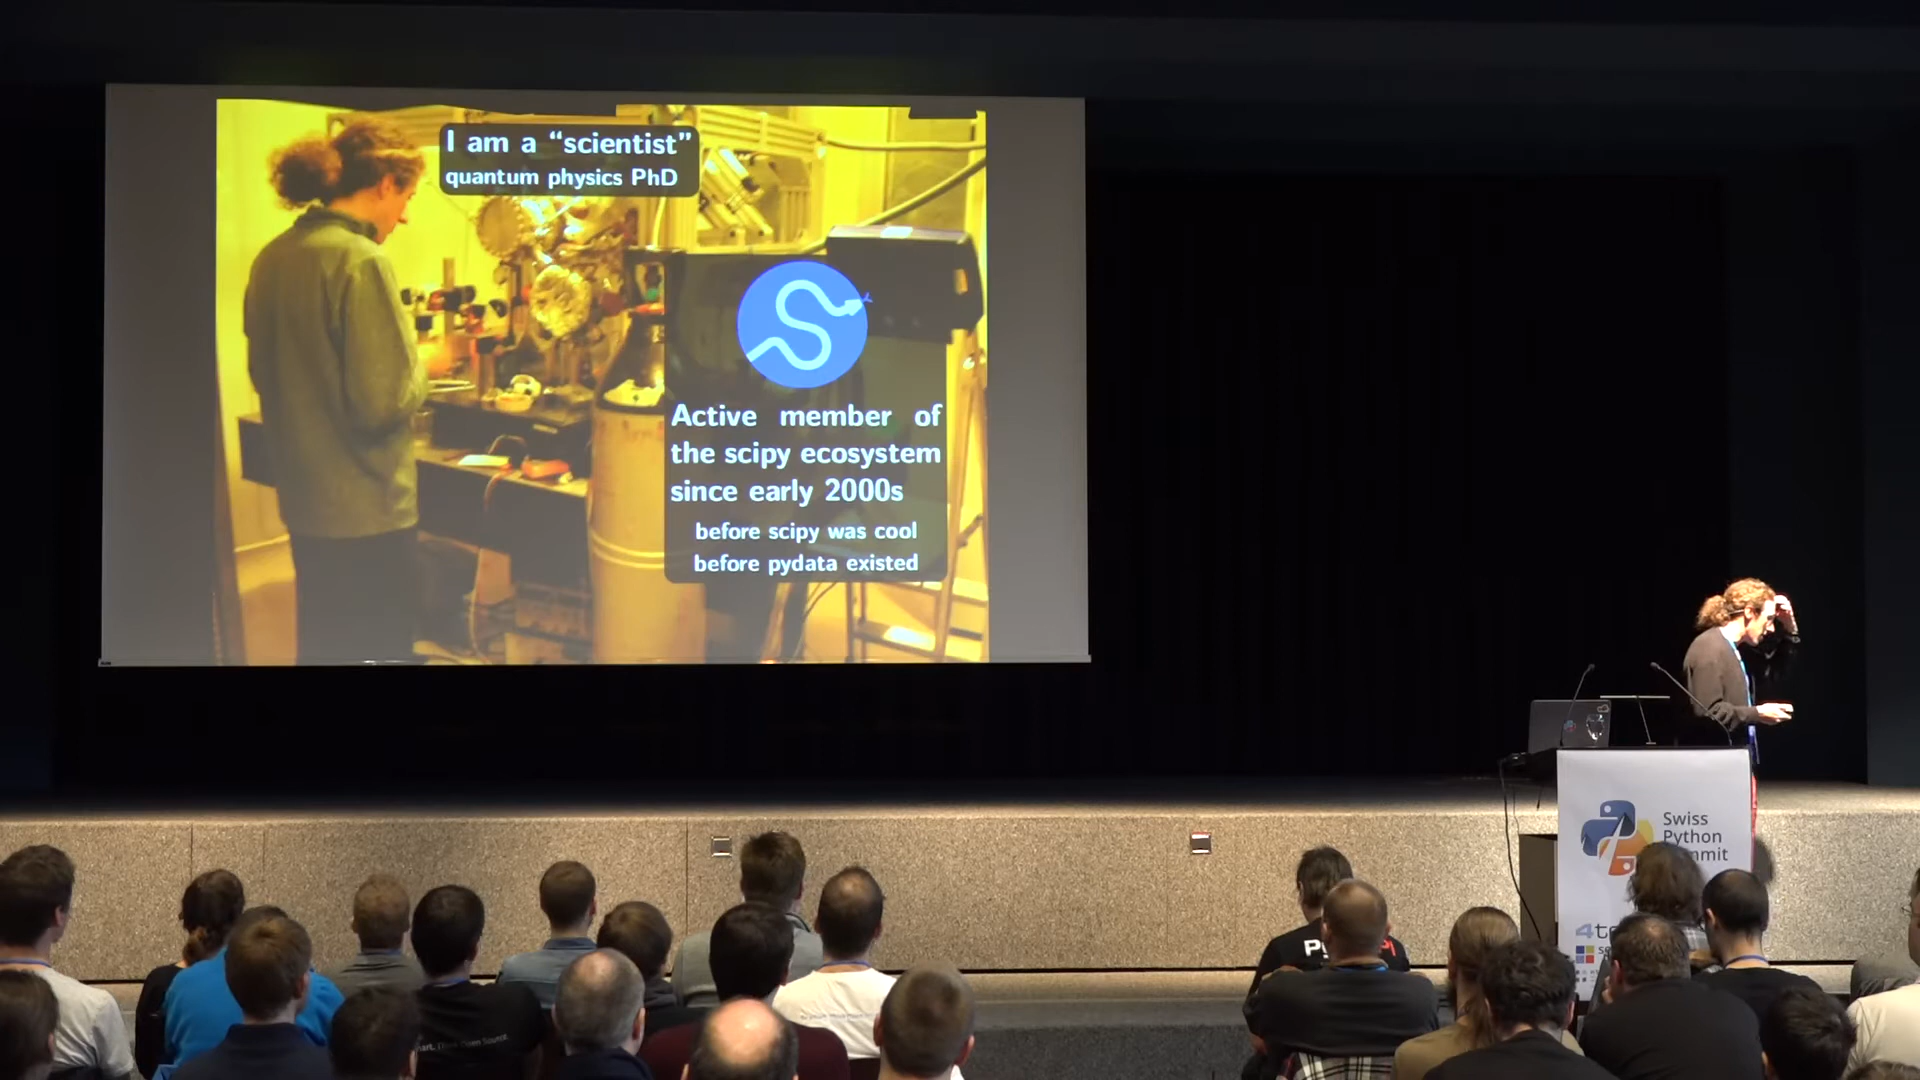 I am a “scientist”
quantum physics PhD
Active member of
the scipy ecosystem
since early 2000s
before scipy was cool
before pydata existed
Swiss
Python